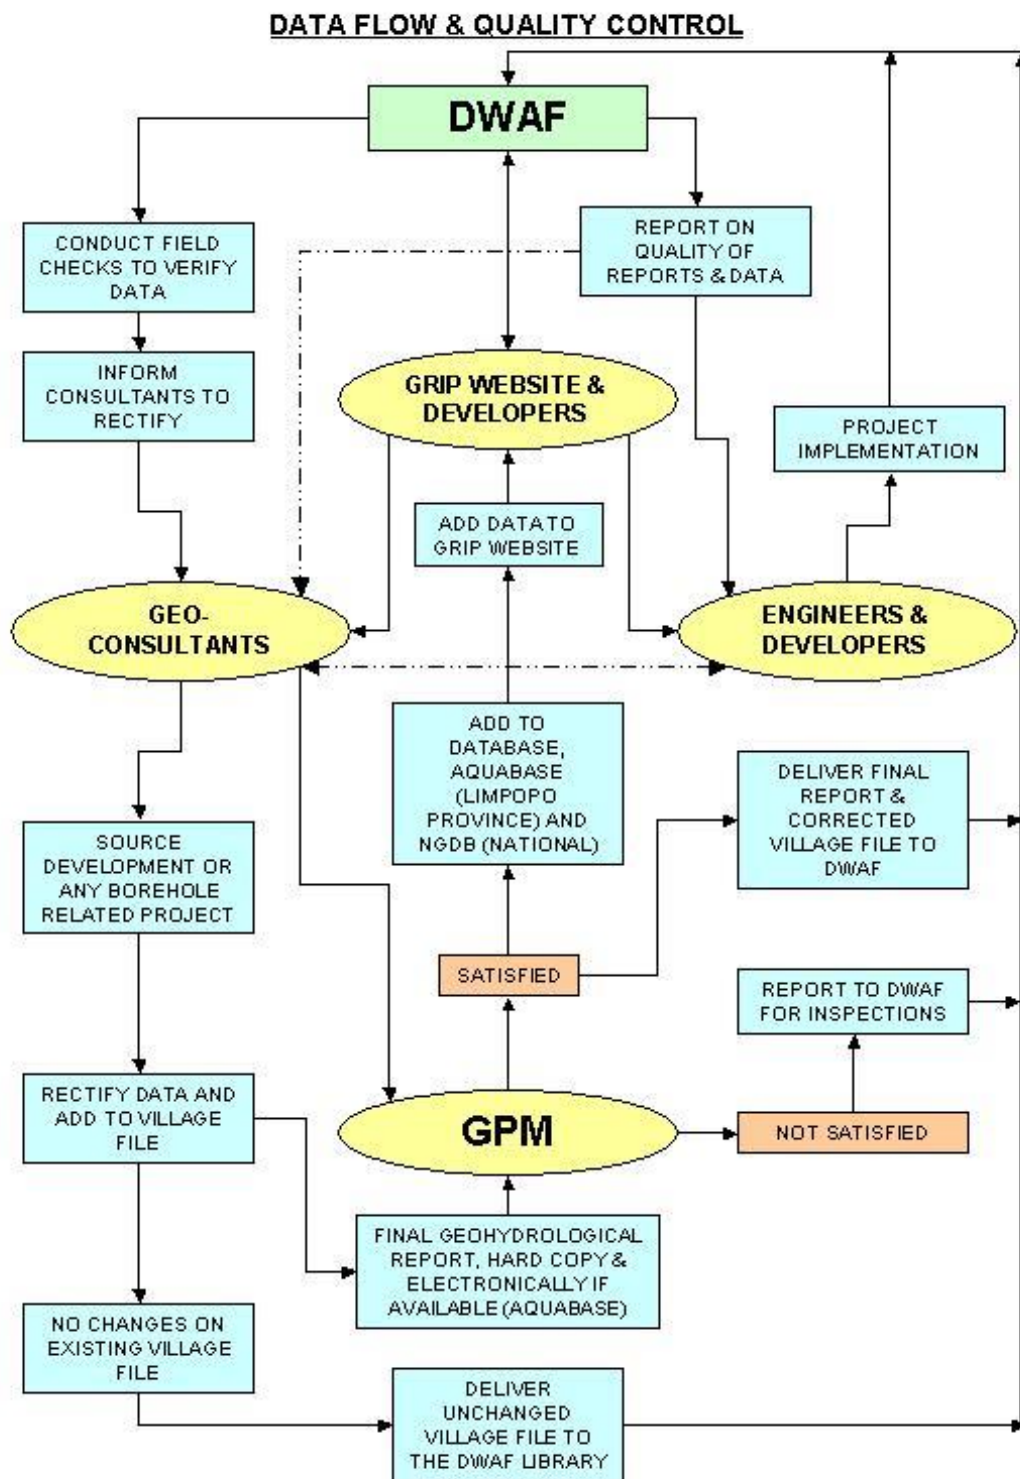 DATA FLOW & QUALITY CONTROL
DWAF
CONDUCT FIELD
CHECKS TO VERIFY
DATA
REPORT ON
QUALITY OF
REPORTS & DATA
INFORM
CONSULTANTS TO
RECTIFY
GRIP WEBSITE &
DEVELOPERS
PROJECT
IMPLEMENTATION
ADD DATA TO
GRIP WEBSITE
GEO-
CONSULTANTS
ENGINEERS &
DEVELOPERS
ADD TO
DATABASE,
AQUABASE
(LIMPOPO
PROVINCE) AND
NGDB (NATIONAL)
DELIVER FINAL
REPORT &
CORRECTED
VILLAGE FILE TO
DWAF
SOURCE
DEVELOPMENT OR
ANY BOREHOLE
RELATED PROJECT
SATISFIED
REPORT TO DWAF
FOR INSPECTIONS
RECTIFY DATA AND
ADD TO VILLAGE
FILE
GPM
NOT SATISFIED
FINAL GEOHYDROLOGICAL
REPORT, HARD COPY &
ELECTRONICALLY IF
AVAILABLE (AQUABASE)
NO CHANGES ON
EXISTING VILLAGE
FILE
DELIVER
UNCHANGED
VILLAGE FILE TO
THE DWAF LIBRARY